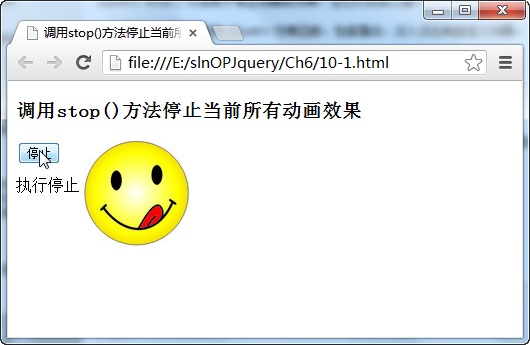 调用stop()方法停止当前所
file:///E:/slnOPJquery/Ch6/10-1.html
调用stop()方法停止当前所有动画效果
停止
执行停止